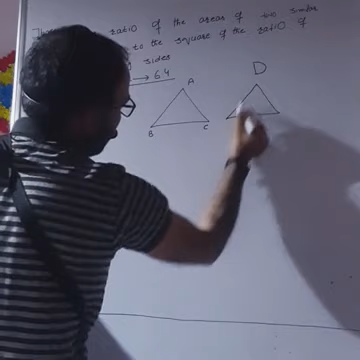 ratio of the areas of two similar
to the square of the ratio of
sides
→ 64
A
D
B
C